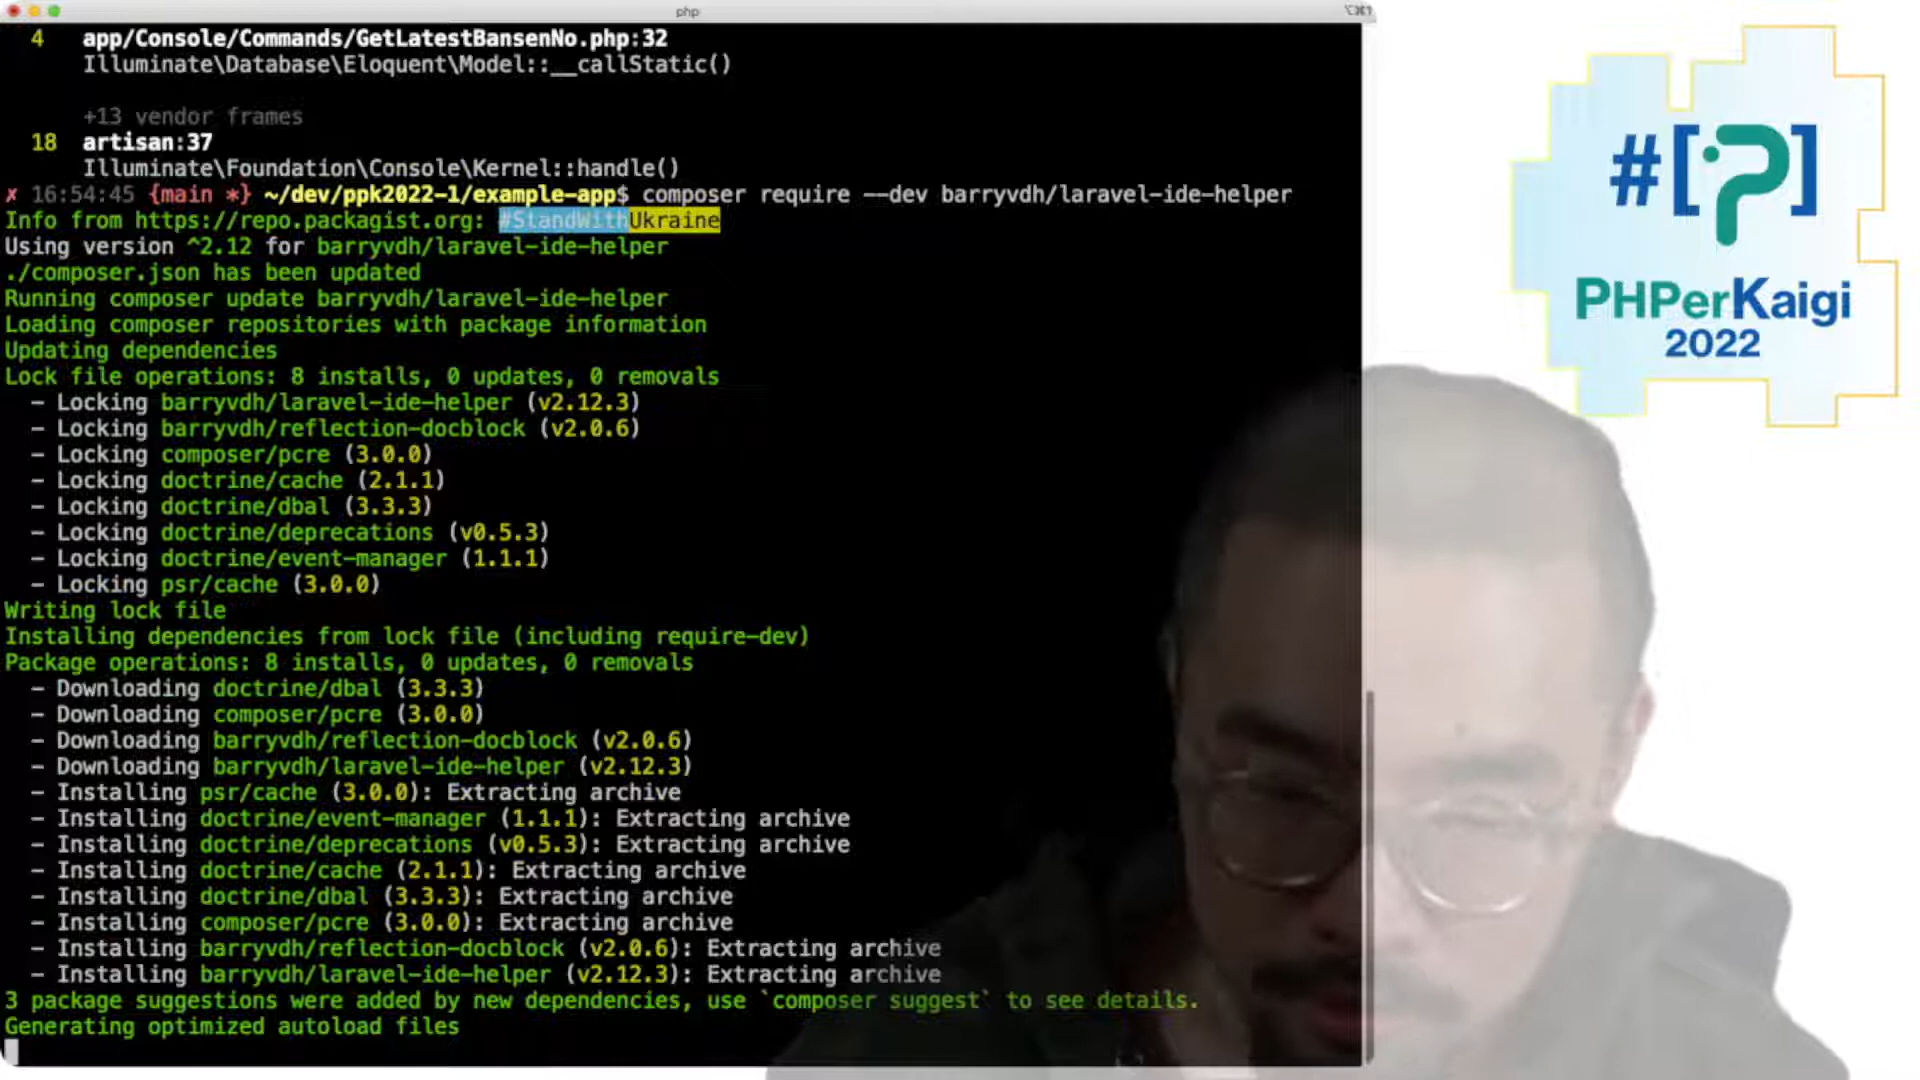 php
⌥⌘1
4 app/Console/Commands/GetLatestBansenNo.php:32
Illuminate\Database\Eloquent\Model::__callStatic()
+13 vendor frames
18 artisan:37
Illuminate\Foundation\Console\Kernel::handle()
✗ 16:54:45 {main *} ~/dev/ppk2022-1/example-app$ composer require --dev barryvdh/laravel-ide-helper
Info from https://repo.packagist.org: #StandWithUkraine
Using version ^2.12 for barryvdh/laravel-ide-helper
./composer.json has been updated
Running composer update barryvdh/laravel-ide-helper
Loading composer repositories with package information
Updating dependencies
Lock file operations: 8 installs, 0 updates, 0 removals
- Locking barryvdh/laravel-ide-helper (v2.12.3)
- Locking barryvdh/reflection-docblock (v2.0.6)
- Locking composer/pcre (3.0.0)
- Locking doctrine/cache (2.1.1)
- Locking doctrine/dbal (3.3.3)
- Locking doctrine/deprecations (v0.5.3)
- Locking doctrine/event-manager (1.1.1)
- Locking psr/cache (3.0.0)
Writing lock file
Installing dependencies from lock file (including require-dev)
Package operations: 8 installs, 0 updates, 0 removals
- Downloading doctrine/dbal (3.3.3)
- Downloading composer/pcre (3.0.0)
- Downloading barryvdh/reflection-docblock (v2.0.6)
- Downloading barryvdh/laravel-ide-helper (v2.12.3)
- Installing psr/cache (3.0.0): Extracting archive
- Installing doctrine/event-manager (1.1.1): Extracting archive
- Installing doctrine/deprecations (v0.5.3): Extracting archive
- Installing doctrine/cache (2.1.1): Extracting archive
- Installing doctrine/dbal (3.3.3): Extracting archive
- Installing composer/pcre (3.0.0): Extracting archive
- Installing barryvdh/reflection-docblock (v2.0.6): Extracting archive
- Installing barryvdh/laravel-ide-helper (v2.12.3): Extracting archive
3 package suggestions were added by new dependencies, use `composer suggest` to see details.
Generating optimized autoload files
#[P]
PHPerKaigi
2022